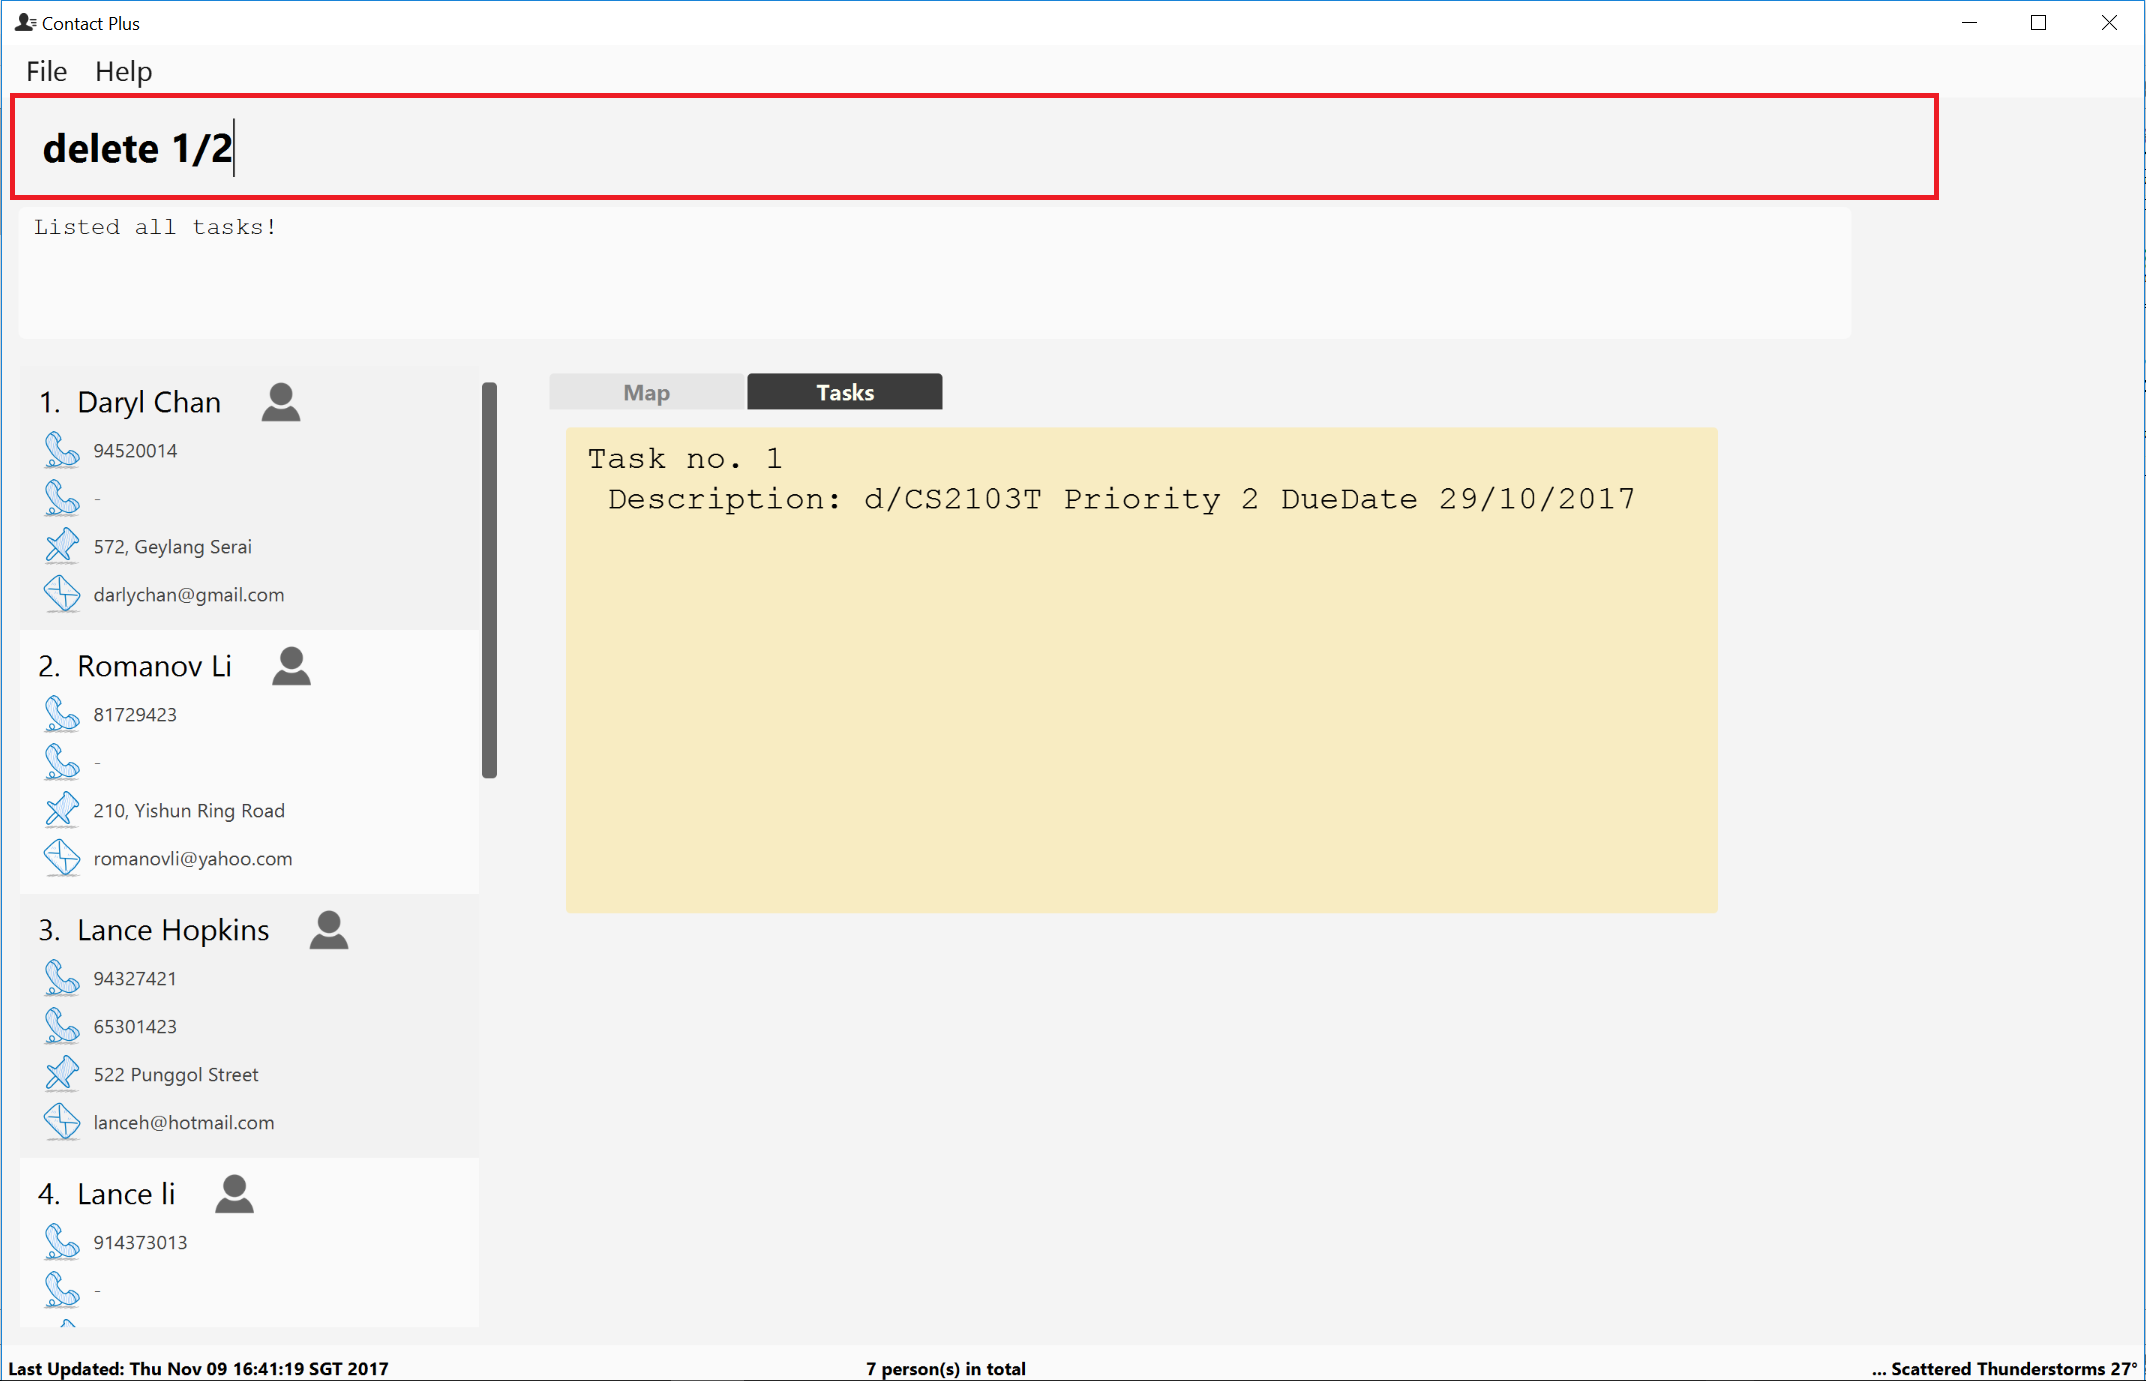 Contact Plus
File Help
delete 1/2
Listed all tasks!
1. Daryl Chan
94520014
-
572, Geylang Serai
darlychan@gmail.com
2. Romanov Li
81729423
-
210, Yishun Ring Road
romanovli@yahoo.com
3. Lance Hopkins
94327421
65301423
522 Punggol Street
lanceh@hotmail.com
4. Lance li
914373013
-
Map Tasks
Task no. 1
Description: d/CS2103T Priority 2 DueDate 29/10/2017
Last Updated: Thu Nov 09 16:41:19 SGT 2017
7 person(s) in total
... Scattered Thunderstorms 27°